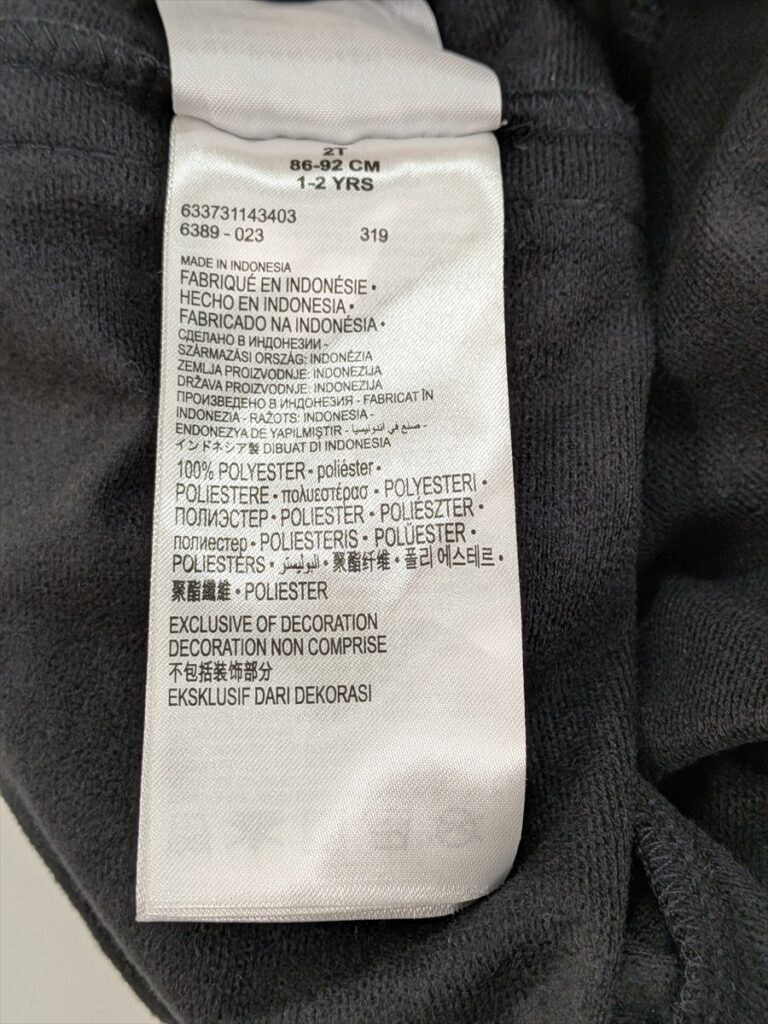 2T
86-92 CM
1-2 YRS
633731143403
6389 - 023 319
MADE IN INDONESIA
FABRIQUÉ EN INDONÉSIE •
HECHO EN INDONESIA •
FABRICADO NA INDONÉSIA •
СДЕЛАНО В ИНДОНЕЗИИ -
SZÁRMAZÁSI ORSZÁG: INDONÉZIA
ZEMLJA PROIZVODNJE: INDONEZIJA
DRŽAVA PROIZVODNJE: INDONEZIJA
ПРОИЗВЕДЕНО В ИНДОНЕЗИЯ - FABRICAT ÎN
INDONEZIA - RAŽOTS: INDONESIA -
ENDONEZYA DE YAPILMIŞTIR - صنع في اندونيسيا -
インドネシア製 DIBUAT DI INDONESIA
100% POLYESTER • poliéster •
POLIESTERE • πολυεστέρασ • POLYESTERI •
ПОЛИЭСТЕР • POLIESTER • POLIÉSZTER •
полиестер • POLIESTERIS • POLÜESTER •
POLIESTERS • البوليستر • 聚酯纤维 • 폴리 에스테르 •
聚酯纖維 • POLIESTER
EXCLUSIVE OF DECORATION
DECORATION NON COMPRISE
不包括装饰部分
EKSKLUSIF DARI DEKORASI